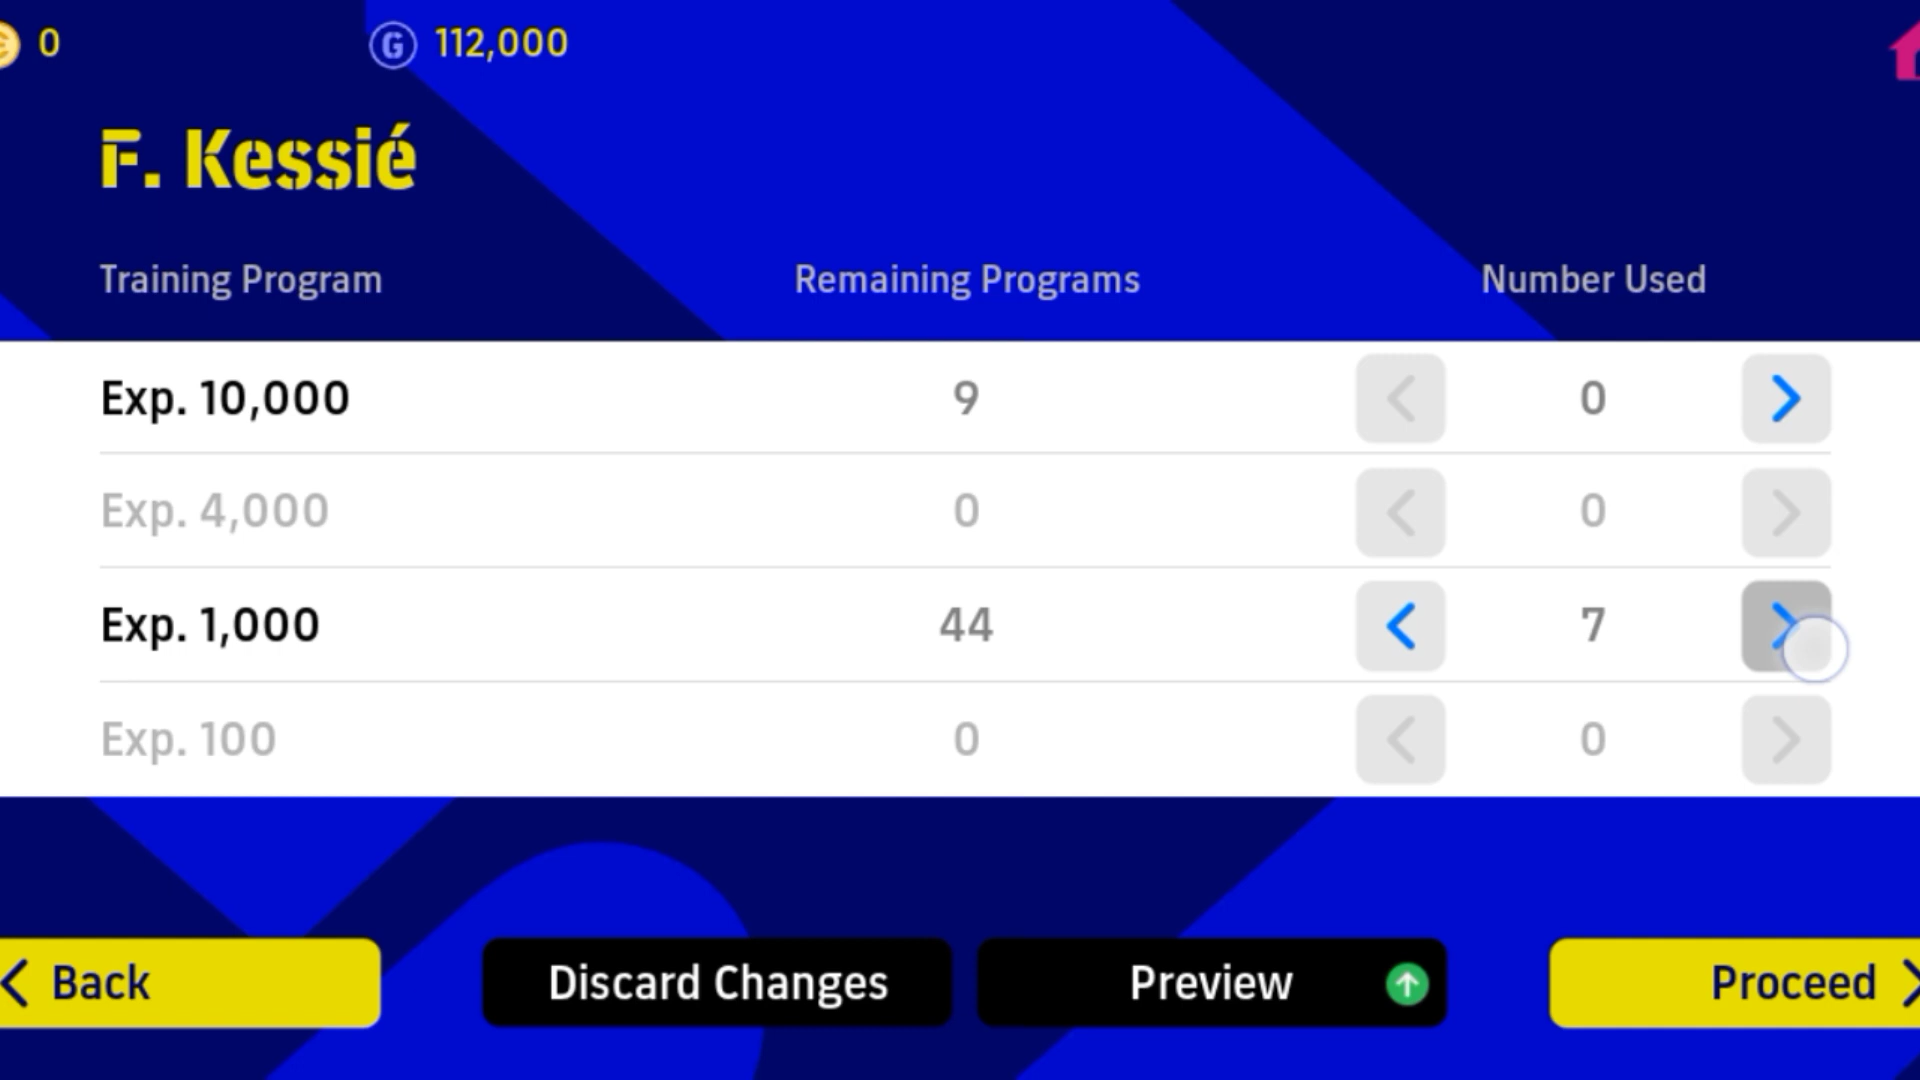 0
G 112,000
F. Kessié
Training Program Remaining Programs Number Used
Exp. 10,000 9 0
Exp. 4,000 0 0
Exp. 1,000 44 7
Exp. 100 0 0
Back Discard Changes Preview Proceed